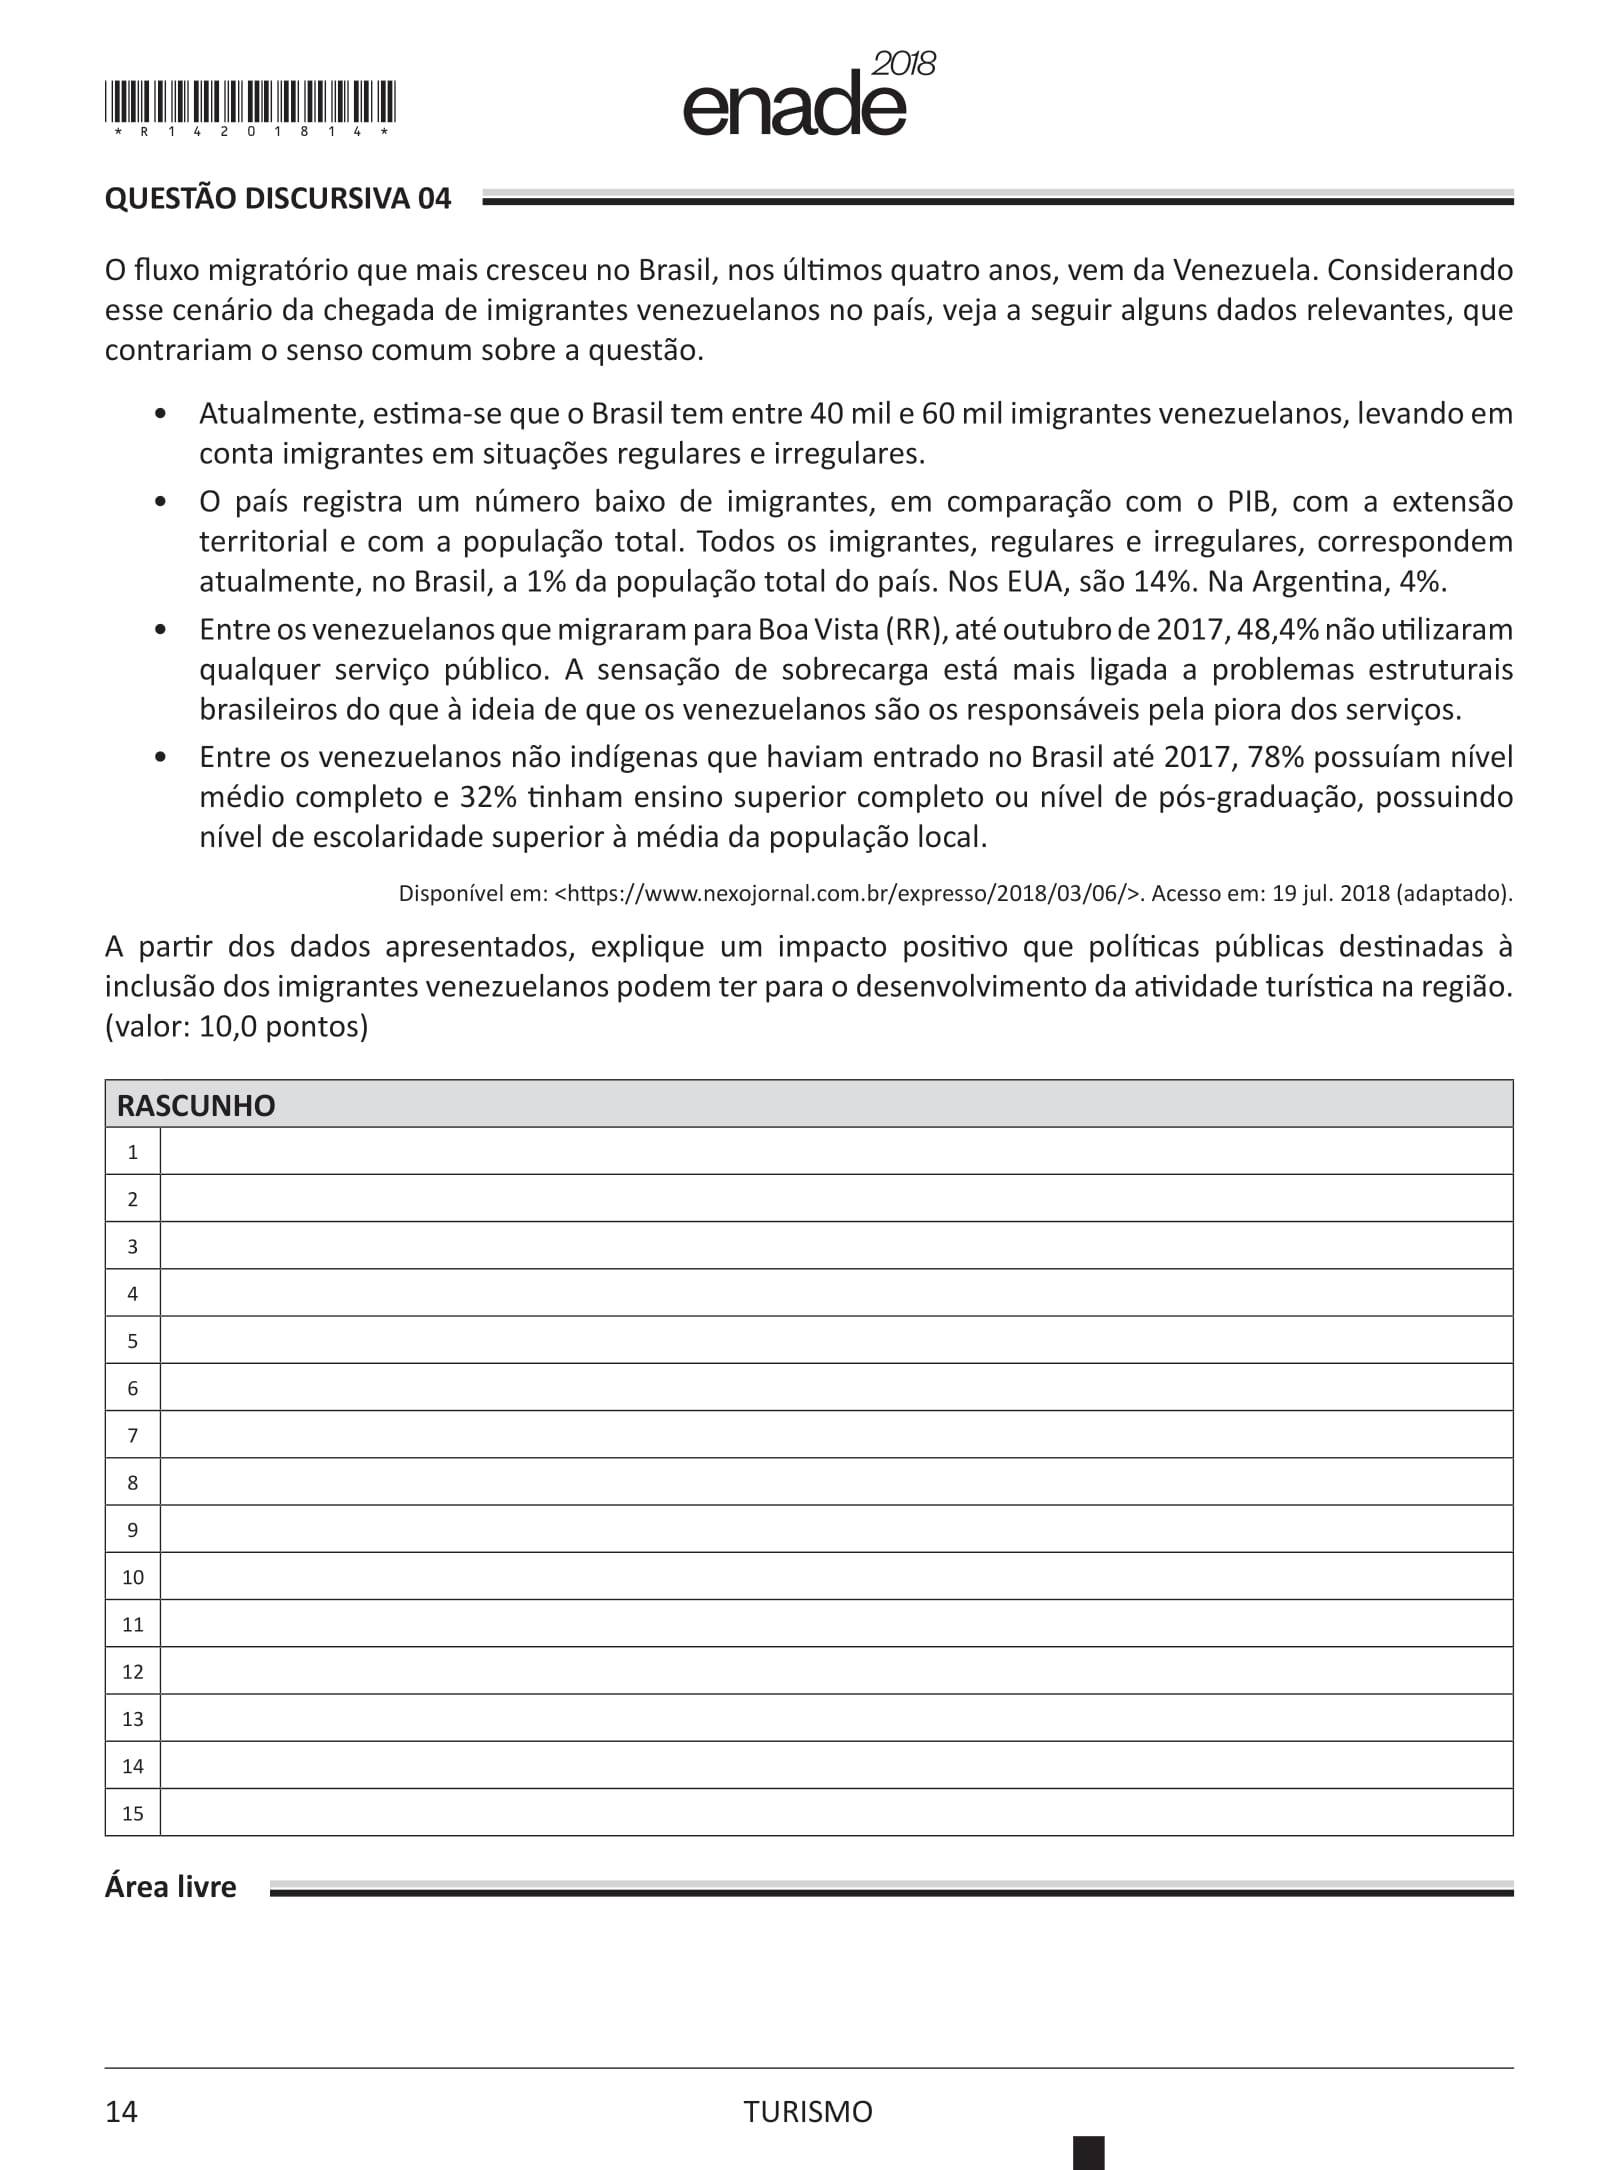 2018
enade
* R 1 4 2 0 1 8 1 4 *
QUESTÃO DISCURSIVA 04
O fluxo migratório que mais cresceu no Brasil, nos últimos quatro anos, vem da Venezuela. Considerando
esse cenário da chegada de imigrantes venezuelanos no país, veja a seguir alguns dados relevantes, que
contrariam o senso comum sobre a questão.
• Atualmente, estima-se que o Brasil tem entre 40 mil e 60 mil imigrantes venezuelanos, levando em
conta imigrantes em situações regulares e irregulares.
• O país registra um número baixo de imigrantes, em comparação com o PIB, com a extensão
territorial e com a população total. Todos os imigrantes, regulares e irregulares, correspondem
atualmente, no Brasil, a 1% da população total do país. Nos EUA, são 14%. Na Argentina, 4%.
• Entre os venezuelanos que migraram para Boa Vista (RR), até outubro de 2017, 48,4% não utilizaram
qualquer serviço público. A sensação de sobrecarga está mais ligada a problemas estruturais
brasileiros do que à ideia de que os venezuelanos são os responsáveis pela piora dos serviços.
• Entre os venezuelanos não indígenas que haviam entrado no Brasil até 2017, 78% possuíam nível
médio completo e 32% tinham ensino superior completo ou nível de pós-graduação, possuindo
nível de escolaridade superior à média da população local.
Disponível em: <https://www.nexojornal.com.br/expresso/2018/03/06/>. Acesso em: 19 jul. 2018 (adaptado).
A partir dos dados apresentados, explique um impacto positivo que políticas públicas destinadas à
inclusão dos imigrantes venezuelanos podem ter para o desenvolvimento da atividade turística na região.
(valor: 10,0 pontos)
RASCUNHO
1
2
3
4
5
6
7
8
9
10
11
12
13
14
15
Área livre
14
TURISMO